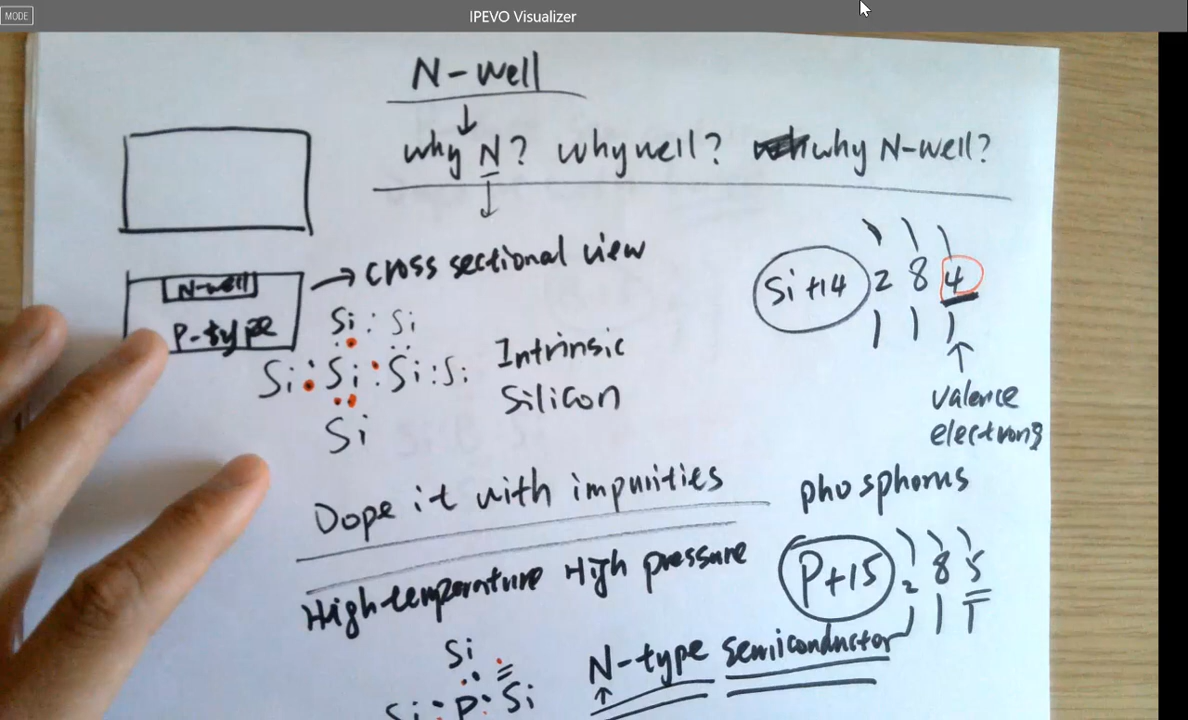 MODE
IPEVO Visualizer
N-well
why N? why well? why N-well?
cross sectional view
N-well
P-type
Si : Si
Si Si : Si : Si
Si
Intrinsic
Silicon
Si +14 2 8 4
valence
electrons
Dope it with impurities
High-temperature High pressure
phosphorus
P+15 2 8 5
N-type semiconductor
Si
Si : P : Si